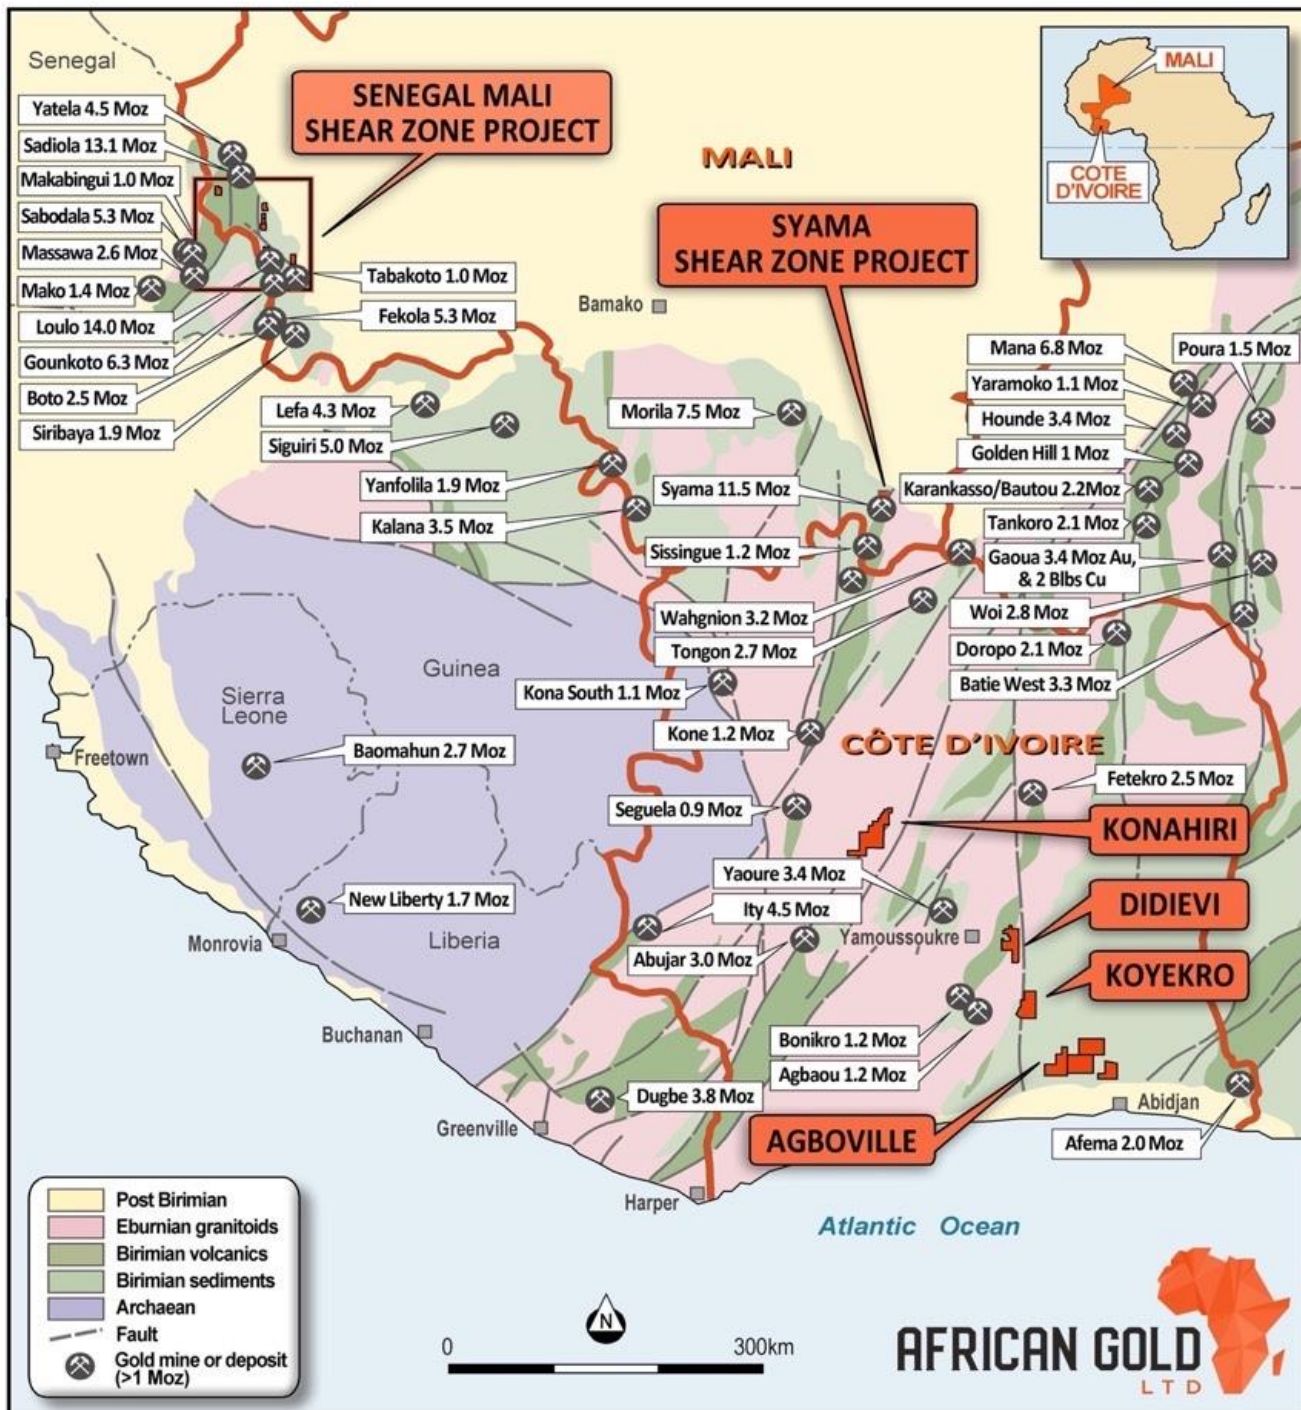 Senegal
Yatela 4.5 Moz
Sadiola 13.1 Moz
Makabingui 1.0 Moz
Sabodala 5.3 Moz
Massawa 2.6 Moz
Mako 1.4 Moz
Loulo 14.0 Moz
Gounkoto 6.3 Moz
Boto 2.5 Moz
Siribaya 1.9 Moz
SENEGAL MALI
SHEAR ZONE PROJECT
Tabakoto 1.0 Moz
Fekola 5.3 Moz
MALI
SYAMA
SHEAR ZONE PROJECT
Bamako
MALI
COTE
D'IVOIRE
Lefa 4.3 Moz
Siguiri 5.0 Moz
Morila 7.5 Moz
Yanfolila 1.9 Moz
Kalana 3.5 Moz
Syama 11.5 Moz
Sissingue 1.2 Moz
Wahgnion 3.2 Moz
Tongon 2.7 Moz
Mana 6.8 Moz
Poura 1.5 Moz
Yaramoko 1.1 Moz
Hounde 3.4 Moz
Golden Hill 1 Moz
Karankasso/Bautou 2.2Moz
Tankoro 2.1 Moz
Gaoua 3.4 Moz Au,
& 2 Blbs Cu
Woi 2.8 Moz
Doropo 2.1 Moz
Batie West 3.3 Moz
Guinea
Sierra
Leone
Kona South 1.1 Moz
Kone 1.2 Moz
CÔTE D'IVOIRE
Freetown
Baomahun 2.7 Moz
Fetekro 2.5 Moz
Seguela 0.9 Moz
KONAHIRI
Yaoure 3.4 Moz
New Liberty 1.7 Moz
Ity 4.5 Moz
DIDIEVI
Monrovia
Liberia
Abujar 3.0 Moz
Yamoussoukre
KOYEKRO
Buchanan
Bonikro 1.2 Moz
Agbaou 1.2 Moz
Dugbe 3.8 Moz
Greenville
AGBOVILLE
Abidjan
Afema 2.0 Moz
Harper
Atlantic Ocean
Post Birimian
Eburnian granitoids
Birimian volcanics
Birimian sediments
Archaean
Fault
Gold mine or deposit
(>1 Moz)
N
0 300km
AFRICAN GOLD
LTD